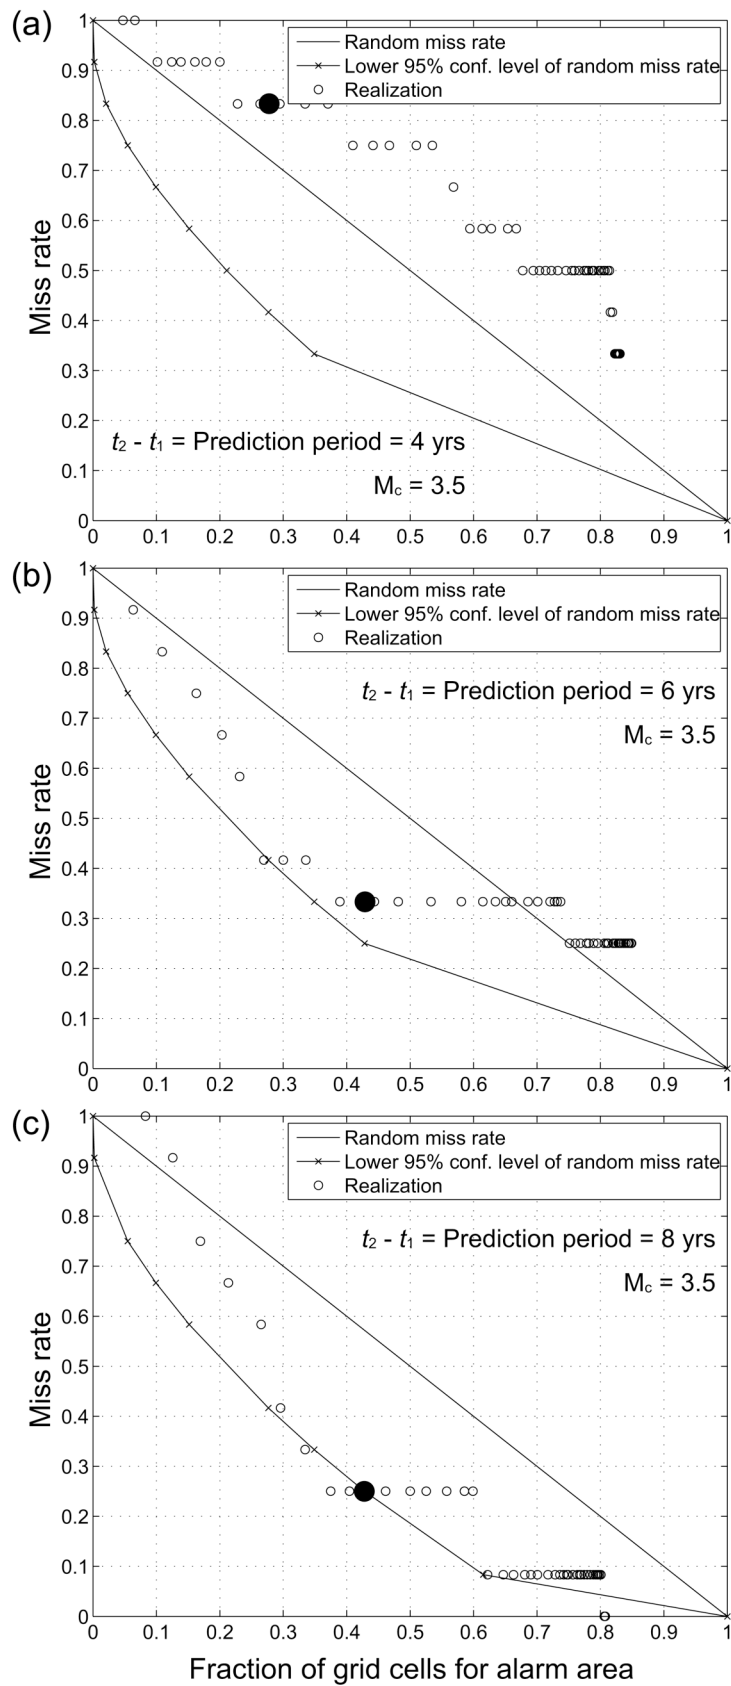 (a)
Random miss rate
Lower 95% conf. level of random miss rate
Realization
1
0.9
0.8
0.7
0.6
0.5
0.4
0.3
0.2
0.1
0
Miss rate
t2 - t1 = Prediction period = 4 yrs
Mc = 3.5
0 0.1 0.2 0.3 0.4 0.5 0.6 0.7 0.8 0.9 1
(b)
Random miss rate
Lower 95% conf. level of random miss rate
Realization
1
0.9
0.8
0.7
0.6
0.5
0.4
0.3
0.2
0.1
0
Miss rate
t2 - t1 = Prediction period = 6 yrs
Mc = 3.5
0 0.1 0.2 0.3 0.4 0.5 0.6 0.7 0.8 0.9 1
(c)
Random miss rate
Lower 95% conf. level of random miss rate
Realization
1
0.9
0.8
0.7
0.6
0.5
0.4
0.3
0.2
0.1
0
Miss rate
t2 - t1 = Prediction period = 8 yrs
Mc = 3.5
0 0.1 0.2 0.3 0.4 0.5 0.6 0.7 0.8 0.9 1
Fraction of grid cells for alarm area